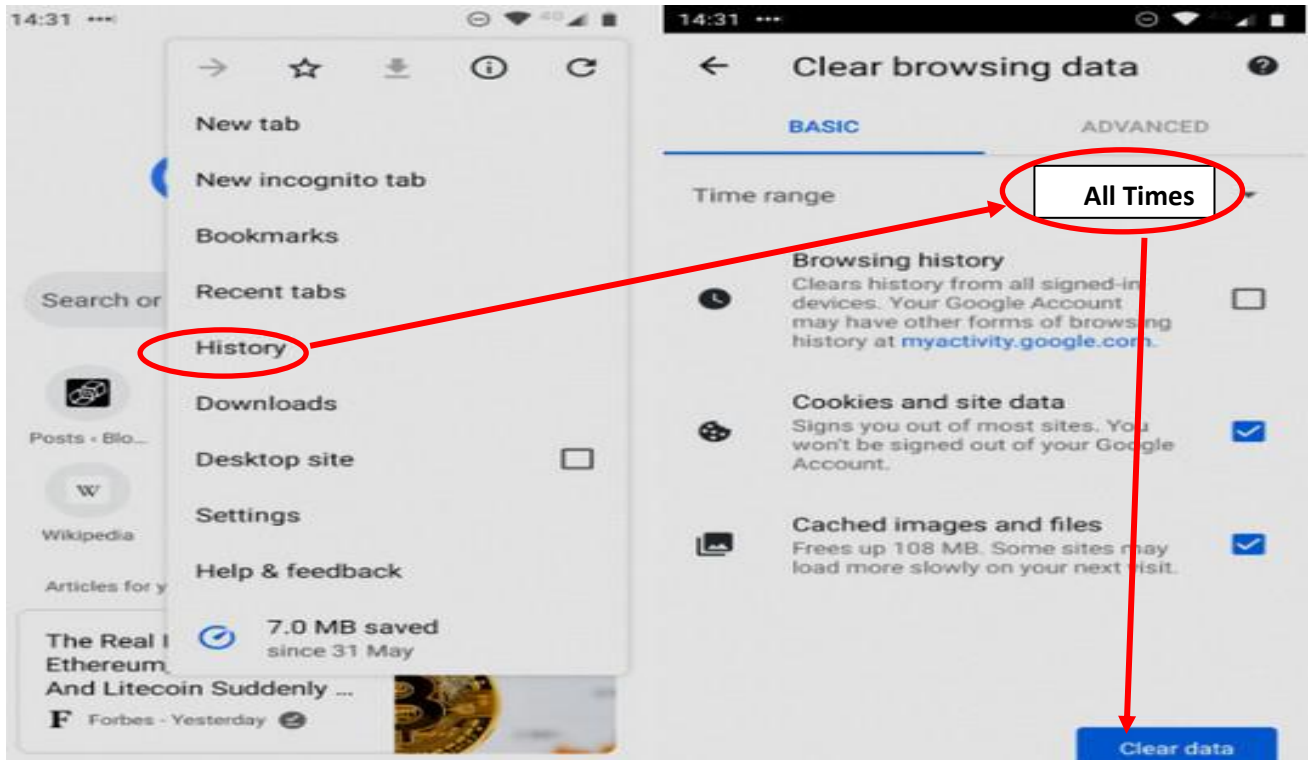 14:31
New tab
New incognito tab
Bookmarks
Search or
Recent tabs
History
Downloads
Posts - Blo...
Desktop site
W
Settings
Wikipedia
Help & feedback
Articles for y
7.0 MB saved
since 31 May
The Real
Ethereum,
And Litecoin Suddenly ...
F Forbes - Yesterday
14:31
Clear browsing data
BASIC
ADVANCED
Time range
All Times
Browsing history
Clears history from all signed-in
devices. Your Google Account
may have other forms of browsing
history at myactivity.google.com.
Cookies and site data
Signs you out of most sites. You
won't be signed out of your Google
Account.
Cached images and files
Frees up 108 MB. Some sites may
load more slowly on your next visit.
Clear data